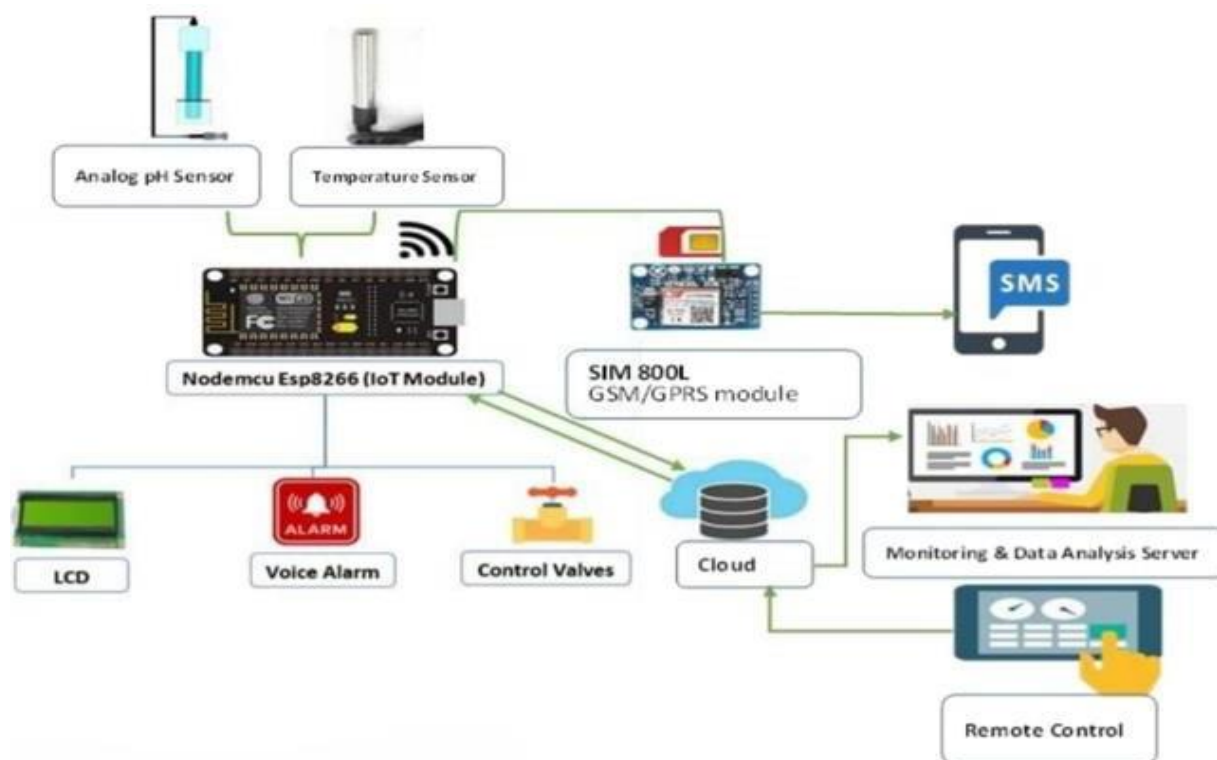 Analog pH Sensor
Temperature Sensor
SMS
Nodemcu Esp8266 (IoT Module)
SIM 800L
GSM/GPRS module
ALARM
LCD
Voice Alarm
Control Valves
Cloud
Monitoring & Data Analysis Server
Remote Control